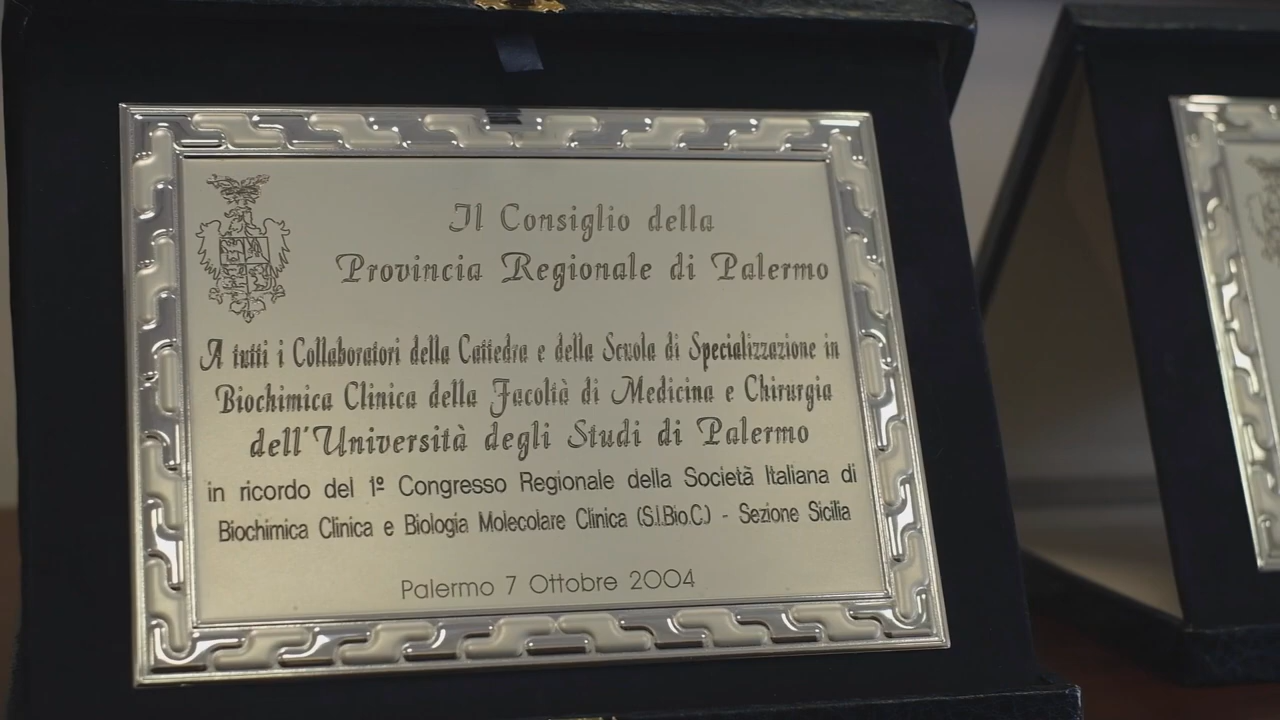 Il Consiglio della
Provincia Regionale di Palermo
A tutti i Collaboratori della Cattedra e della Scuola di Specializzazione in
Biochimica Clinica della Facoltà di Medicina e Chirurgia
dell'Università degli Studi di Palermo
in ricordo del 1º Congresso Regionale della Società Italiana di
Biochimica Clinica e Biologia Molecolare Clinica (S.I.Bio.C.) - Sezione Sicilia
Palermo 7 Ottobre 2004